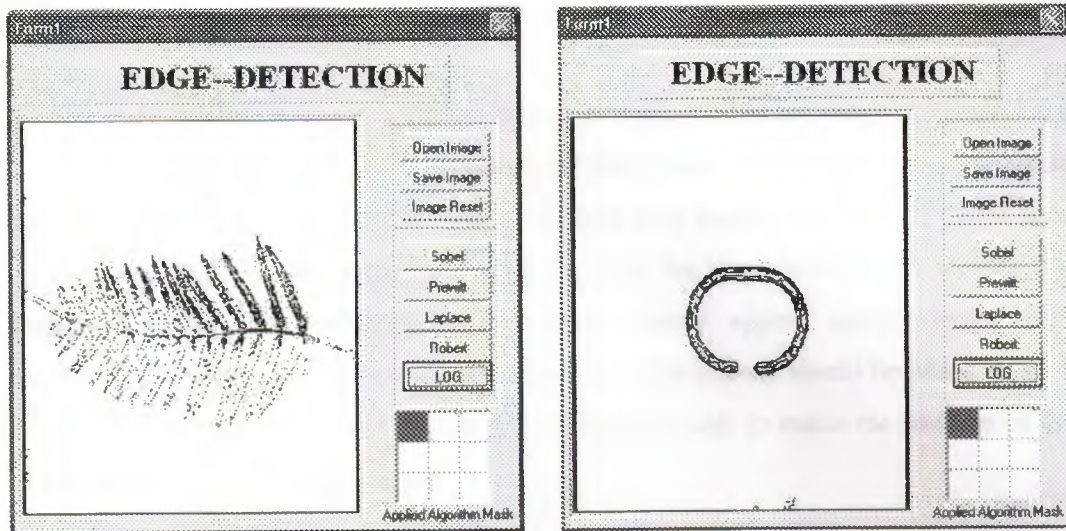 Form1
EDGE--DETECTION
Open Image
Save Image
Image Reset
Sobel
Prewitt
Laplace
Robert
LOG
Applied Algorithm Mask
Form1
EDGE--DETECTION
Open Image
Save Image
Image Reset
Sobel
Prewitt
Laplace
Robert
LOG
Applied Algorithm Mask